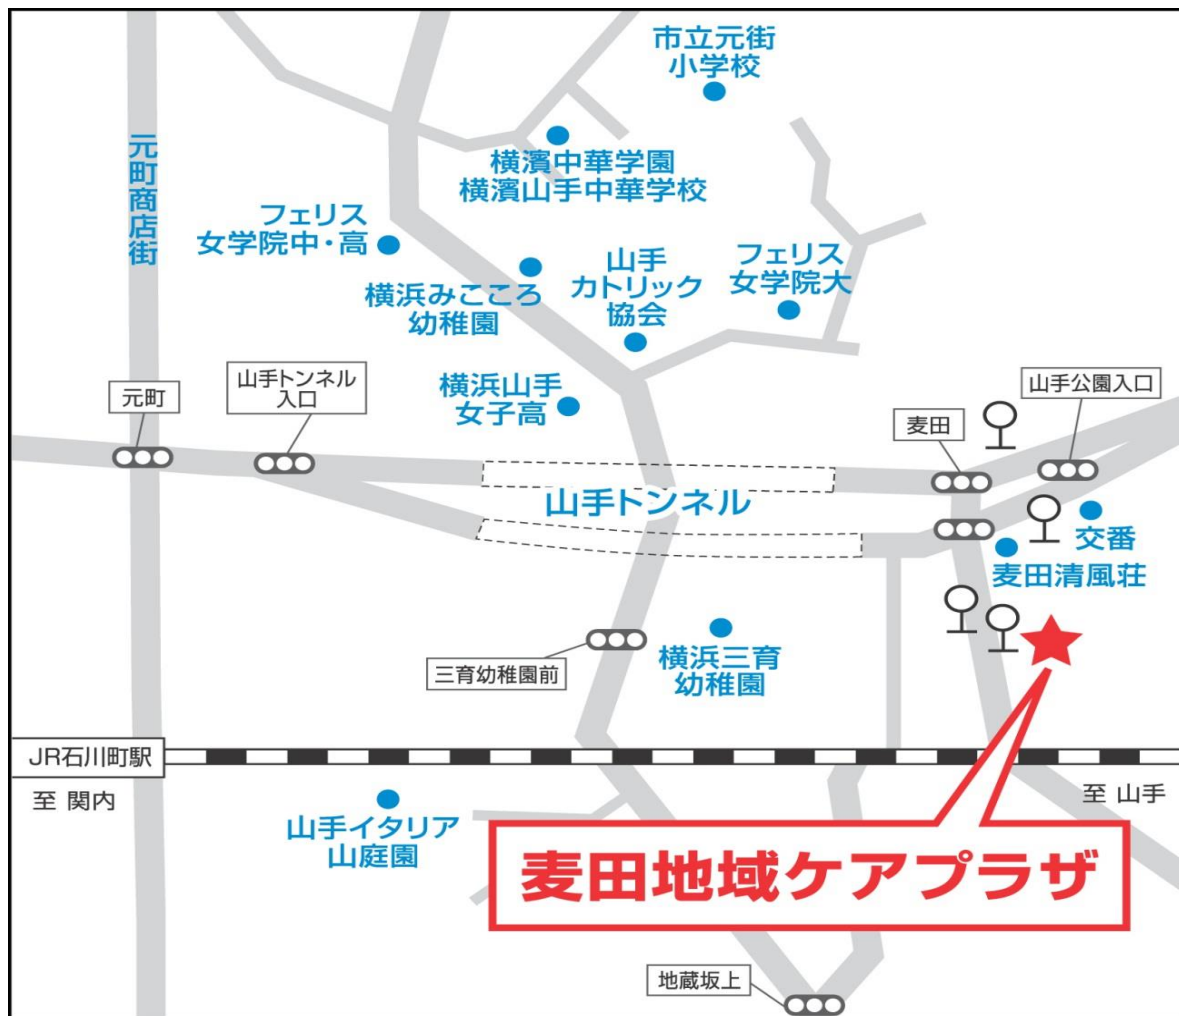 市立元街
小学校
元町商店街
横濱中華学園
横濱山手中華学校
フェリス
女学院中・高
横浜みこころ
幼稚園
山手
カトリック
協会
フェリス
女学院大
元町
山手トンネル
入口
横浜山手
女子高
麦田
山手公園入口
山手トンネル
交番
麦田清風荘
三育幼稚園前
横浜三育
幼稚園
JR石川町駅
至 関内
至 山手
山手イタリア
山庭園
麦田地域ケアプラザ
地蔵坂上